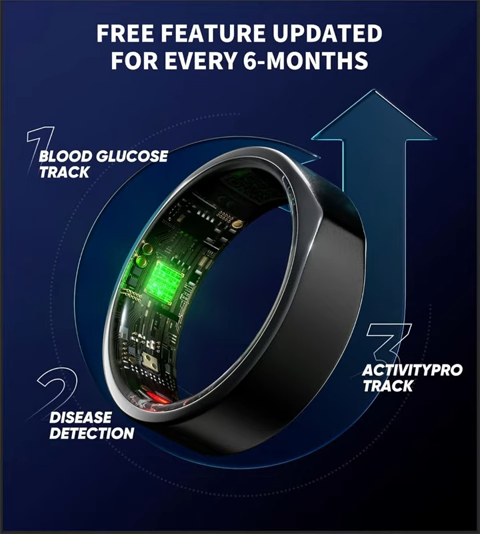 FREE FEATURE UPDATED
FOR EVERY 6-MONTHS
1
BLOOD GLUCOSE
TRACK
2
DISEASE
DETECTION
3
ACTIVITYPRO
TRACK